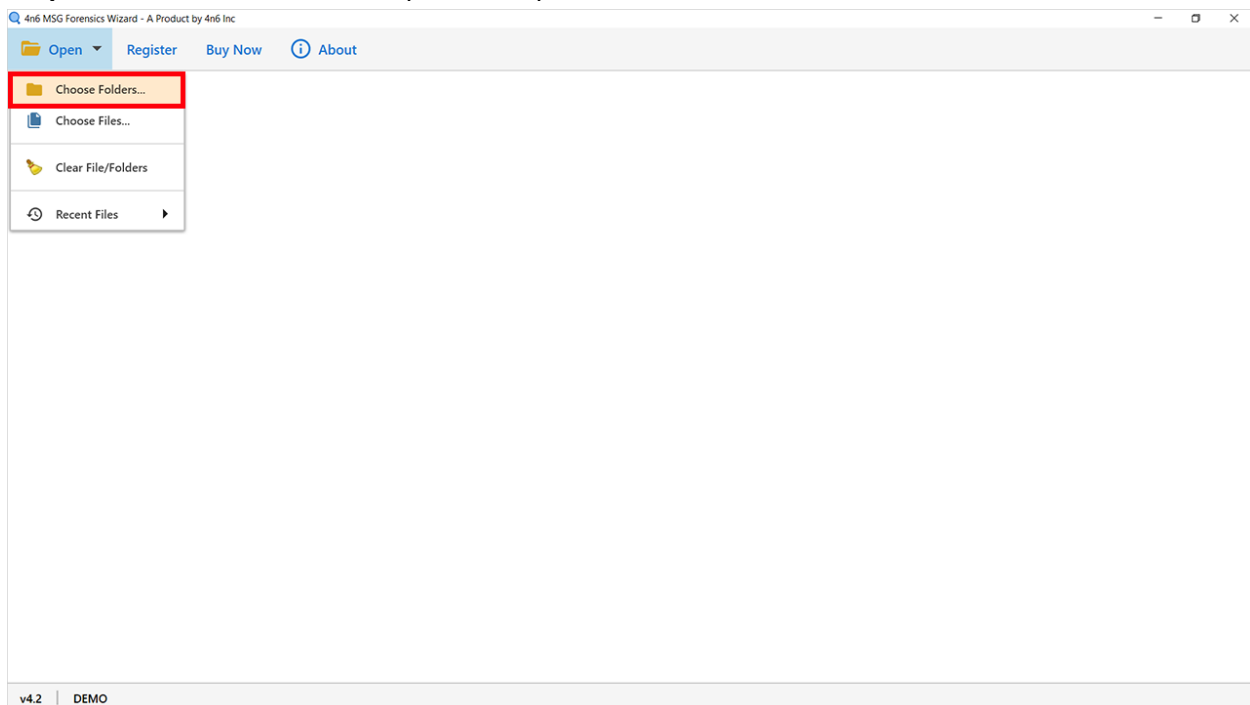 4n6 MSG Forensics Wizard - A Product by 4n6 Inc
Open Register Buy Now About
Choose Folders...
Choose Files...
Clear File/Folders
Recent Files
v4.2 DEMO